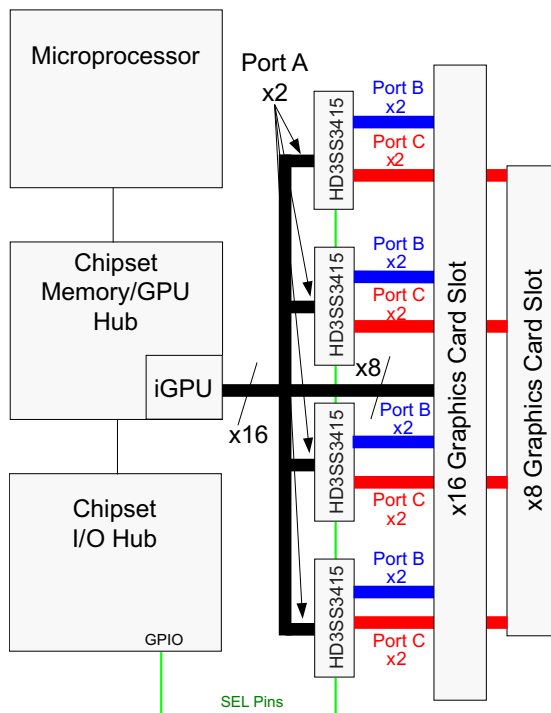 Microprocessor
Chipset
Memory/GPU
Hub
iGPU
x16
Chipset
I/O Hub
GPIO
SEL Pins
Port A
x2
HD3SS3415
Port B
x2
Port C
x2
HD3SS3415
Port B
x2
Port C
x2
x8
HD3SS3415
Port B
x2
Port C
x2
HD3SS3415
Port B
x2
Port C
x2
x16 Graphics Card Slot
x8 Graphics Card Slot